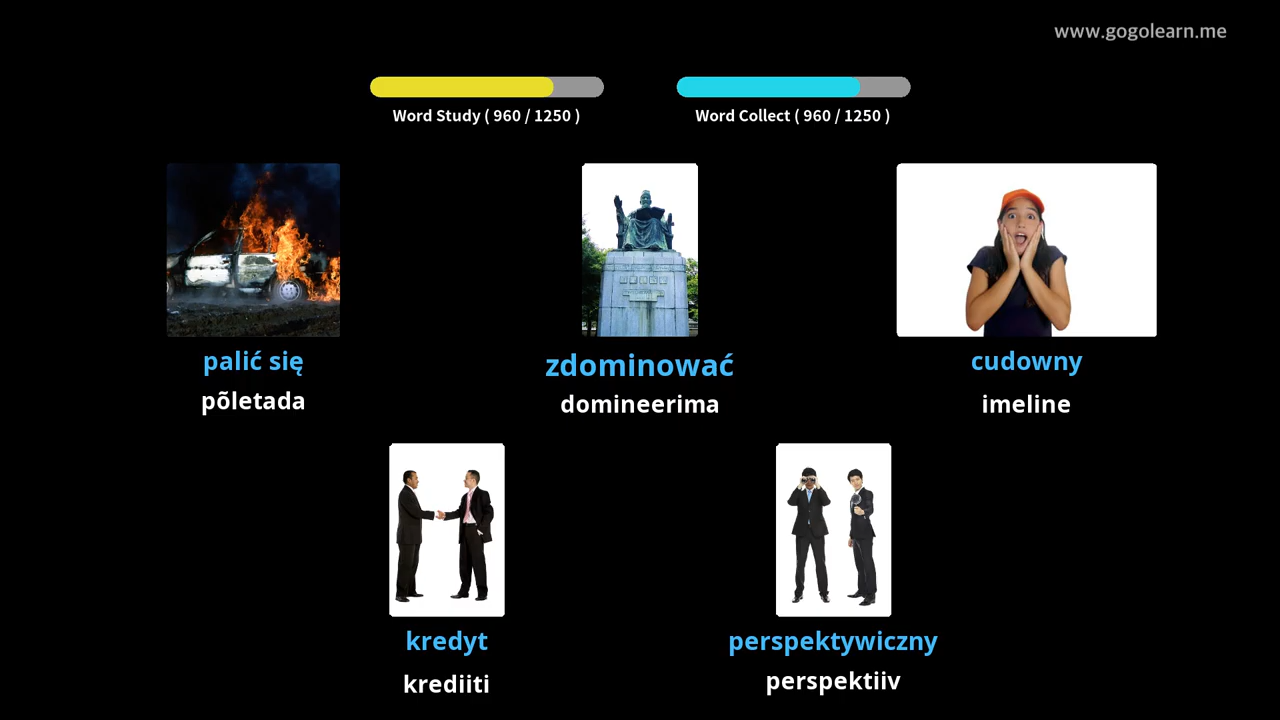 www.gogolearn.me
Word Study ( 960 / 1250 )
Word Collect ( 960 / 1250 )
palić się
põletada
zdominować
domineerima
cudowny
imeline
kredyt
krediiti
perspektywiczny
perspektiiv